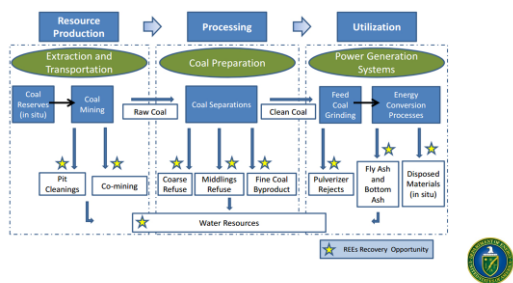 Resource
Production
Processing
Utilization
Extraction and
Transportation
Coal Preparation
Power Generation
Systems
Coal
Reserves
(in situ)
Coal
Mining
Raw Coal
Coal Separations
Clean Coal
Feed
Coal
Grinding
Energy
Conversion
Processes
Pit
Cleanings
Co-mining
Coarse
Refuse
Middlings
Refuse
Fine Coal
Byproduct
Pulverizer
Rejects
Fly Ash
and
Bottom
Ash
Disposed
Materials
(in situ)
Water Resources
REEs Recovery Opportunity